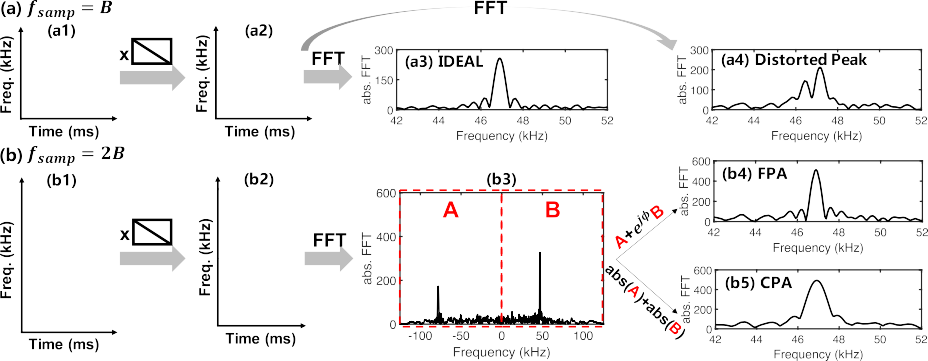 (a) f_samp = B
FFT
(a1)
(a2)
x
FFT
Freq. (kHz)
Time (ms)
Freq. (kHz)
Time (ms)
(a3) IDEAL
abs. FFT
300
150
0
42 44 46 48 50 52
Frequency (kHz)
(a4) Distorted Peak
abs. FFT
300
200
100
0
42 44 46 48 50 52
Frequency (kHz)
(b) f_samp = 2B
(b1)
(b2)
x
FFT
Freq. (kHz)
Time (ms)
Freq. (kHz)
Time (ms)
(b3)
A
B
abs. FFT
600
400
200
0
-100 -50 0 50 100
Frequency (kHz)
A+e^{jϕ}B
abs(A)+abs(B)
(b4) FPA
abs. FFT
600
400
200
0
42 44 46 48 50 52
Frequency (kHz)
(b5) CPA
abs. FFT
600
400
200
0
42 44 46 48 50 52
Frequency (kHz)